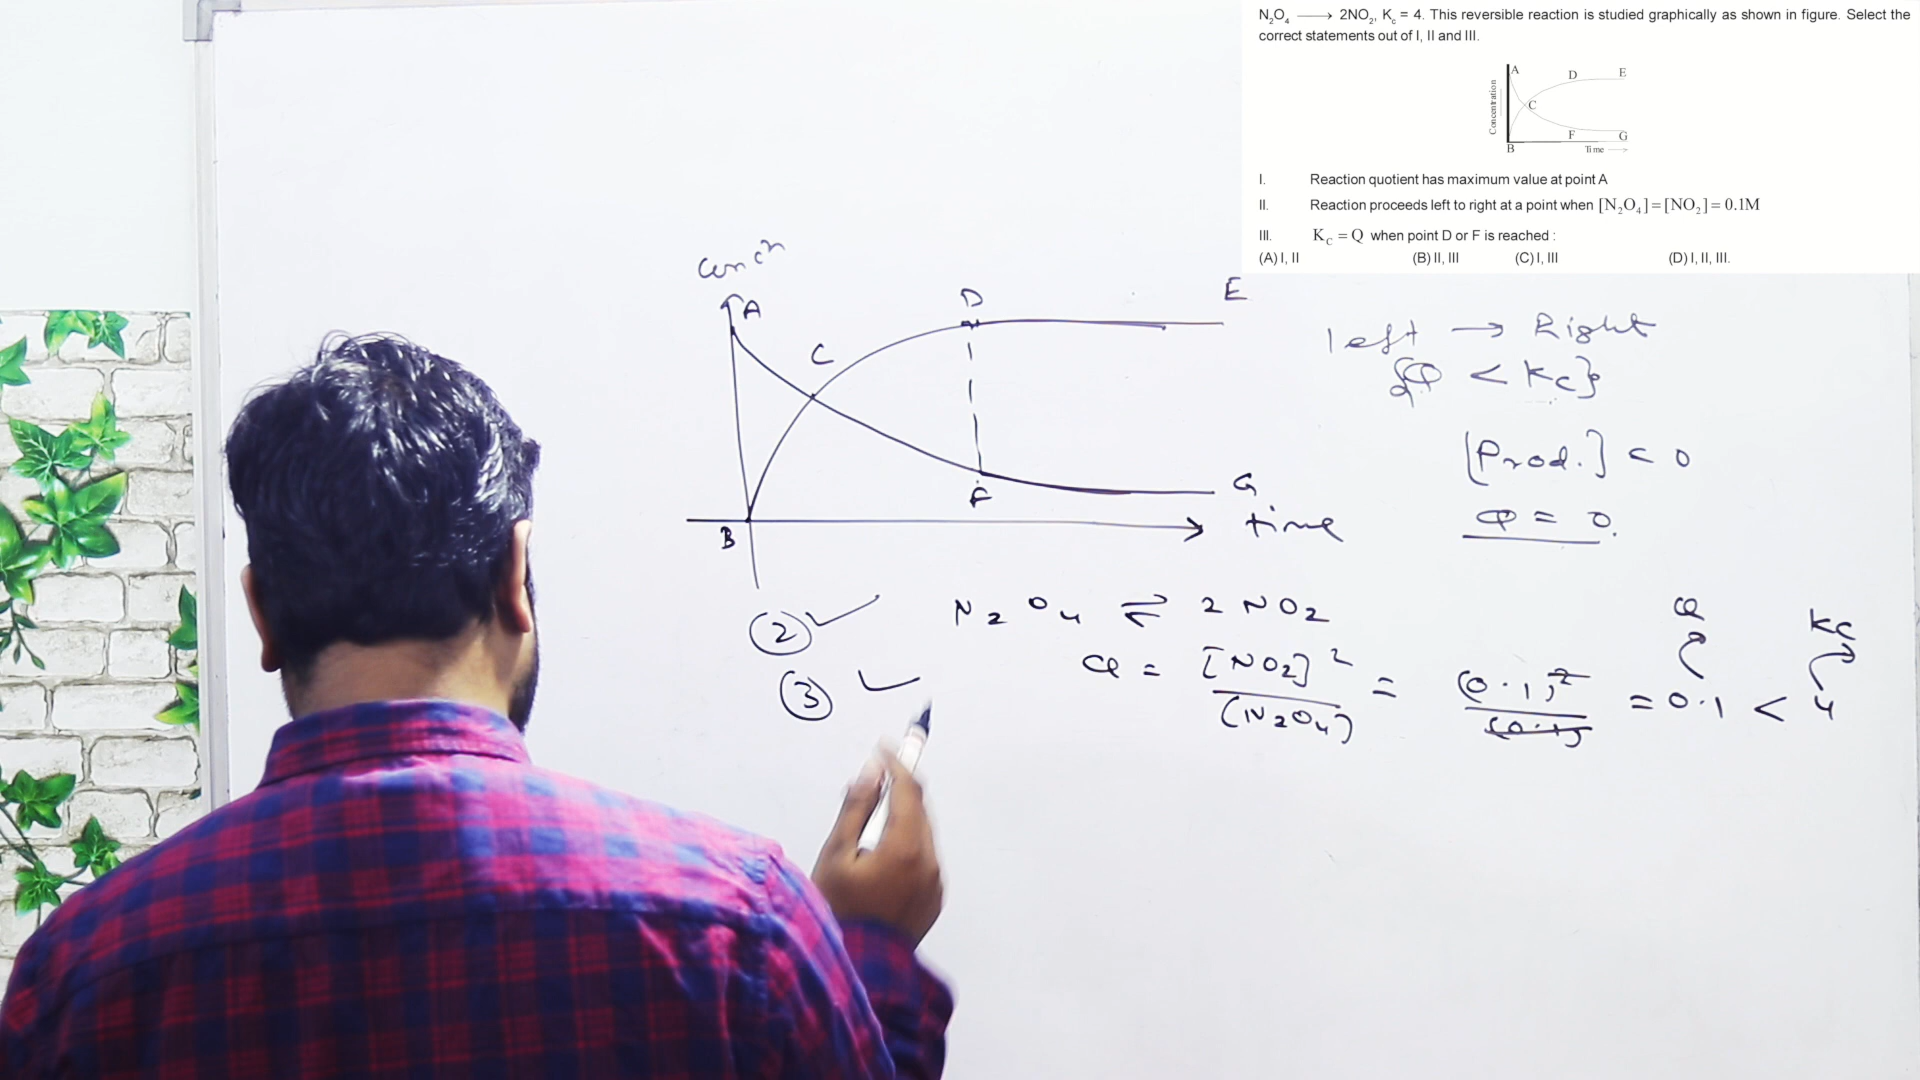 N₂O₄ ⟶ 2NO₂, K_c = 4. This reversible reaction is studied graphically as shown in figure. Select the
correct statements out of I, II and III.
A
D
E
Concentration
C
F
G
B
Time ⟶
I. Reaction quotient has maximum value at point A
II. Reaction proceeds left to right at a point when [N₂O₄]=[NO₂]= 0.1M
III. K_C = Q when point D or F is reached :
(A) I, II (B) II, III (C) I, III (D) I, II, III.
Concⁿ
A
D
E
C
F
G
B
time
left → Right
{Q < Kc}
[Prod.] = 0
Q = 0.
② ✓
③ ✓
N₂O₄ ⇌ 2NO₂
Q = [NO₂]² / [N₂O₄] = (0.1)² / (0.1) = 0.1 < 4
Q
Kc